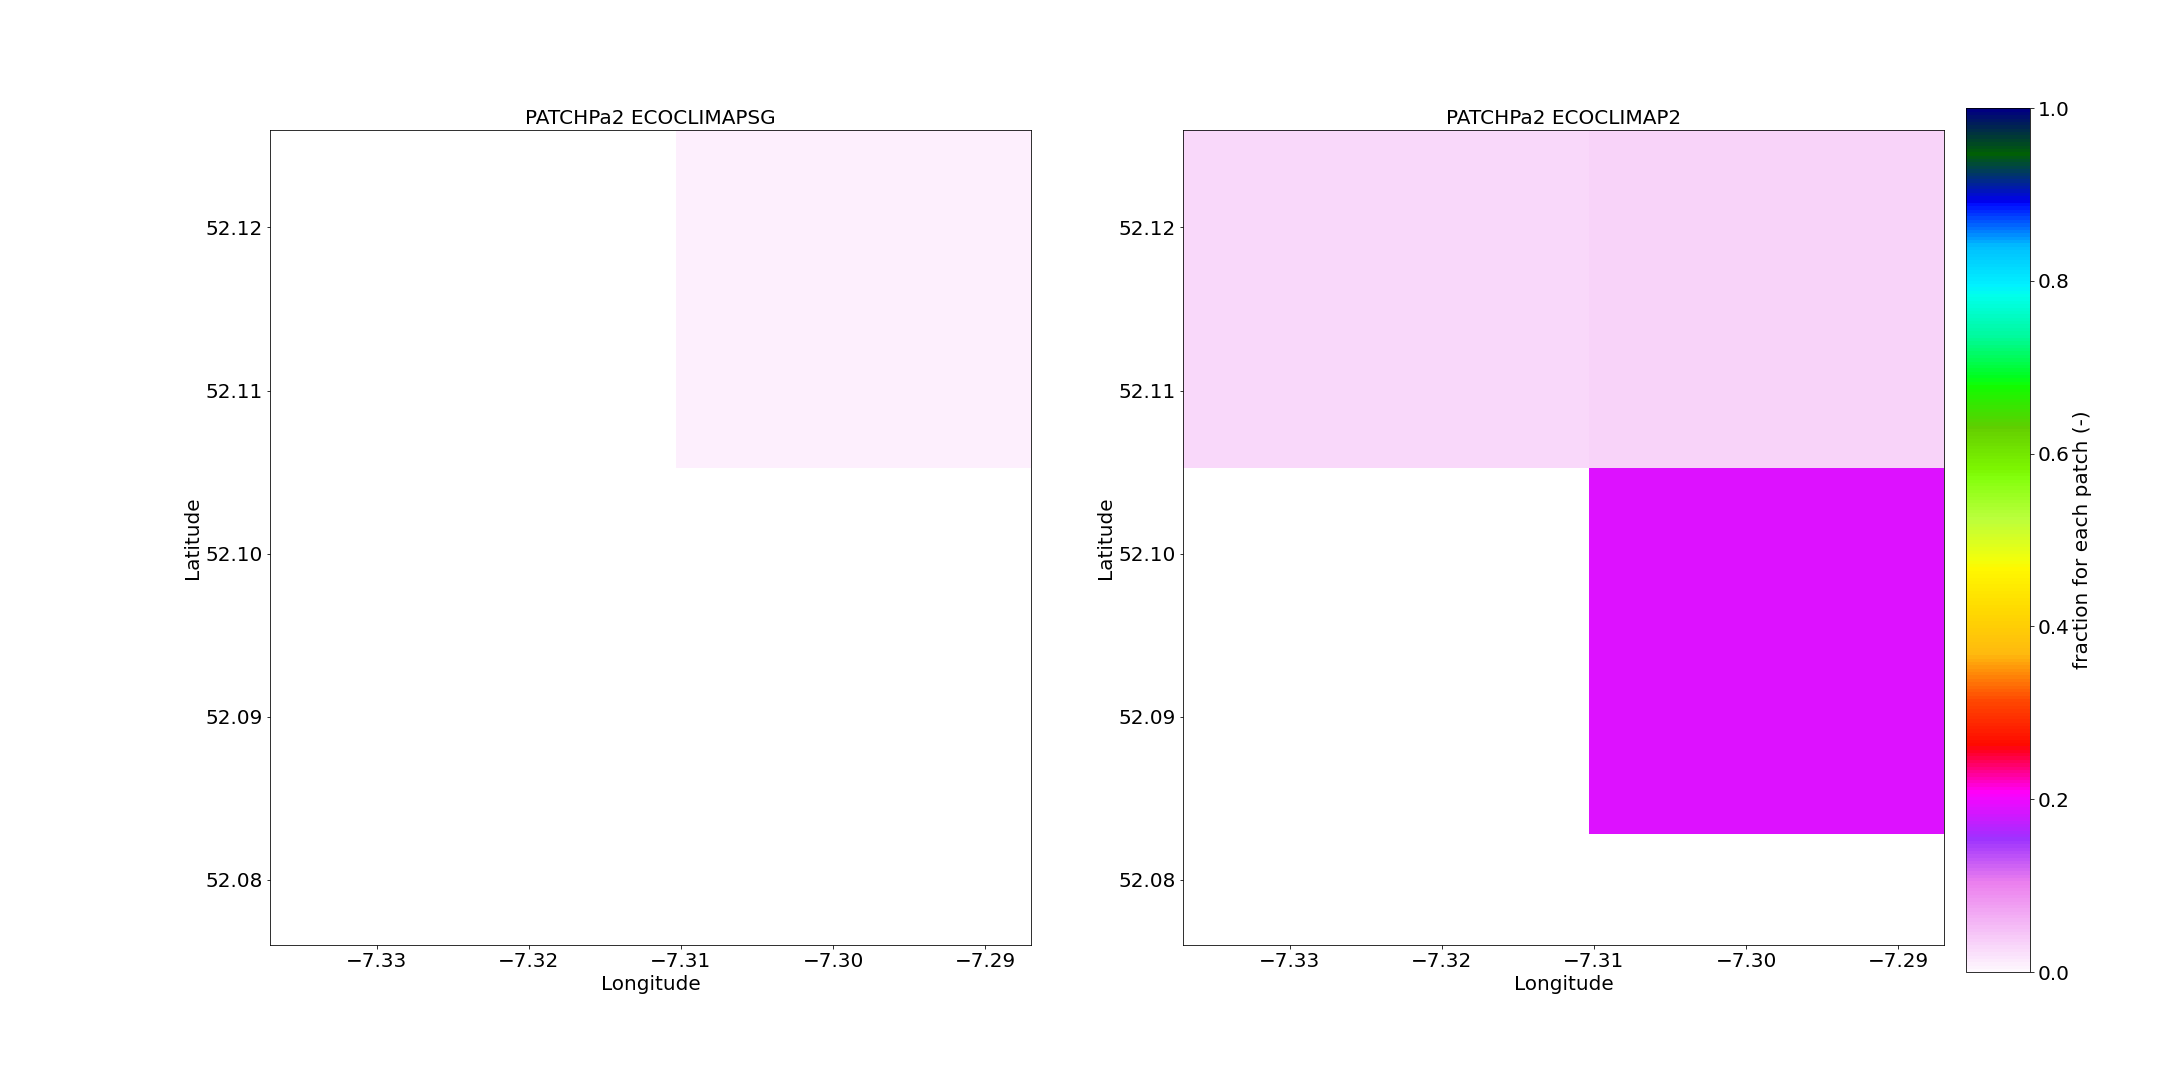 PATCHPa2 ECOCLIMAPSG
52.12
52.11
52.10
52.09
52.08
Latitude
−7.33 −7.32 −7.31 −7.30 −7.29
Longitude
PATCHPa2 ECOCLIMAP2
52.12
52.11
52.10
52.09
52.08
Latitude
−7.33 −7.32 −7.31 −7.30 −7.29
Longitude
1.0
0.8
0.6
0.4
0.2
0.0
fraction for each patch (-)